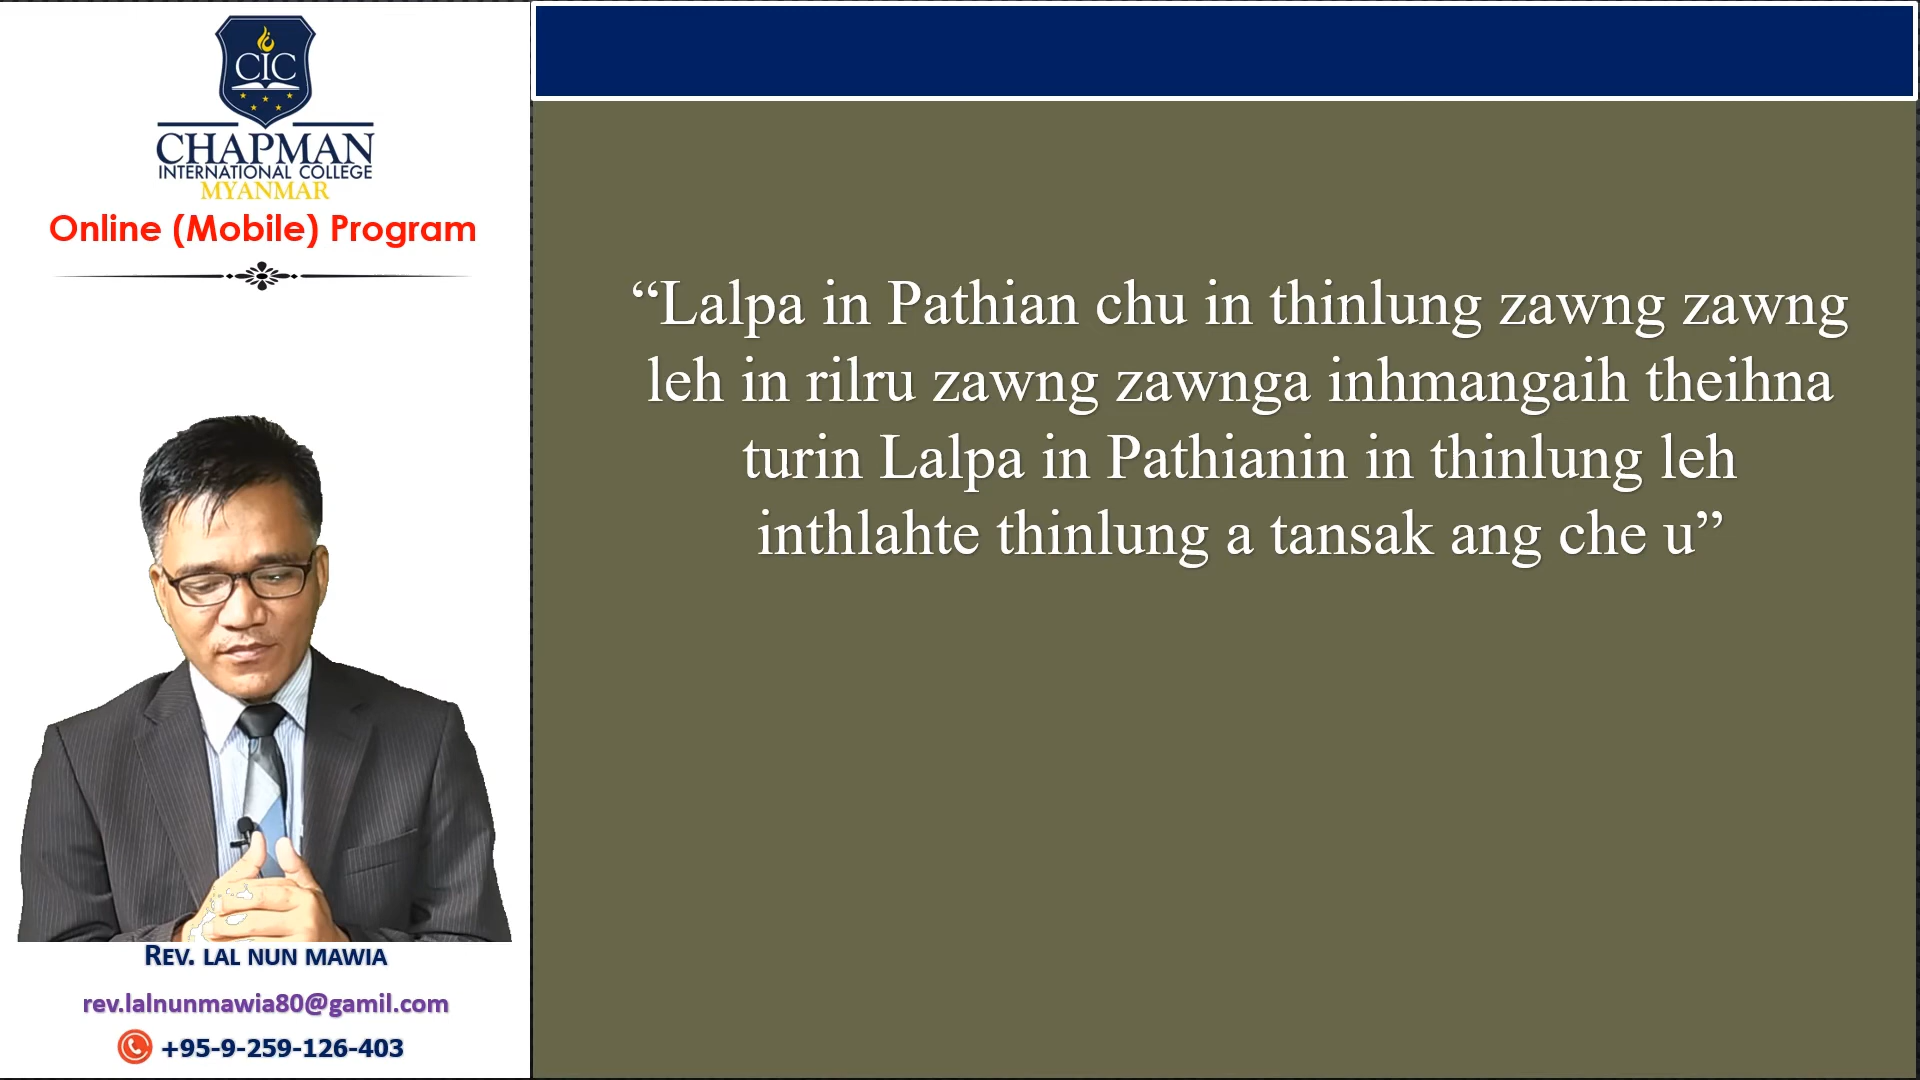 CIC
CHAPMAN
INTERNATIONAL COLLEGE
MYANMAR
Online (Mobile) Program
REV. LAL NUN MAWIA
rev.lalnunmawia80@gamil.com
+95-9-259-126-403
“Lalpa in Pathian chu in thinlung zawng zawng
leh in rilru zawng zawnga inhmangaih theihna
turin Lalpa in Pathianin in thinlung leh
inthlahte thinlung a tansak ang che u”